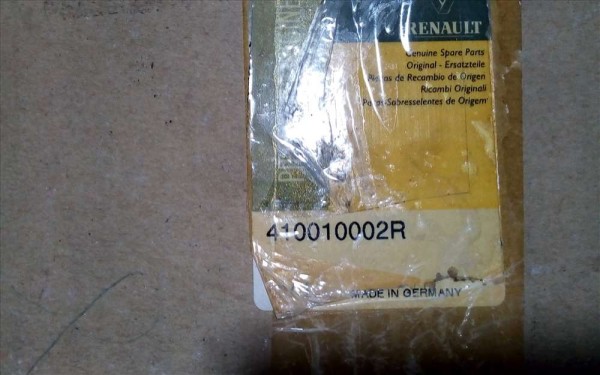 RENAULT
Genuine Spare Parts
Original - Ersatzteile
Piezas de Recambio de Origen
Ricambi Originali
Peças-Sobresselentes de Origem
410010002R
MADE IN GERMANY